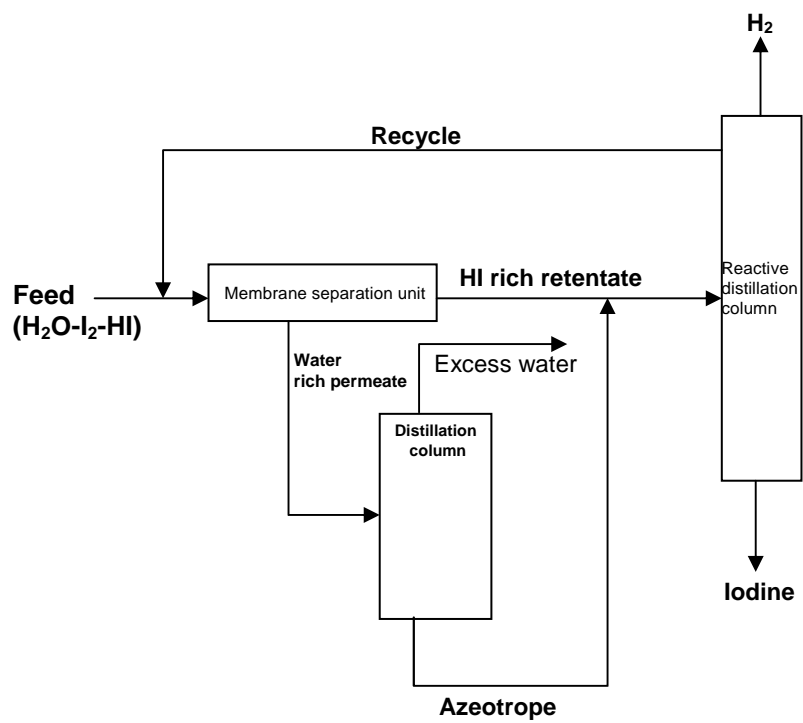 H₂
Recycle
Feed
(H₂O-I₂-HI)
Membrane separation unit
HI rich retentate
Reactive
distillation
column
Water
rich permeate
Excess water
Distillation
column
Iodine
Azeotrope